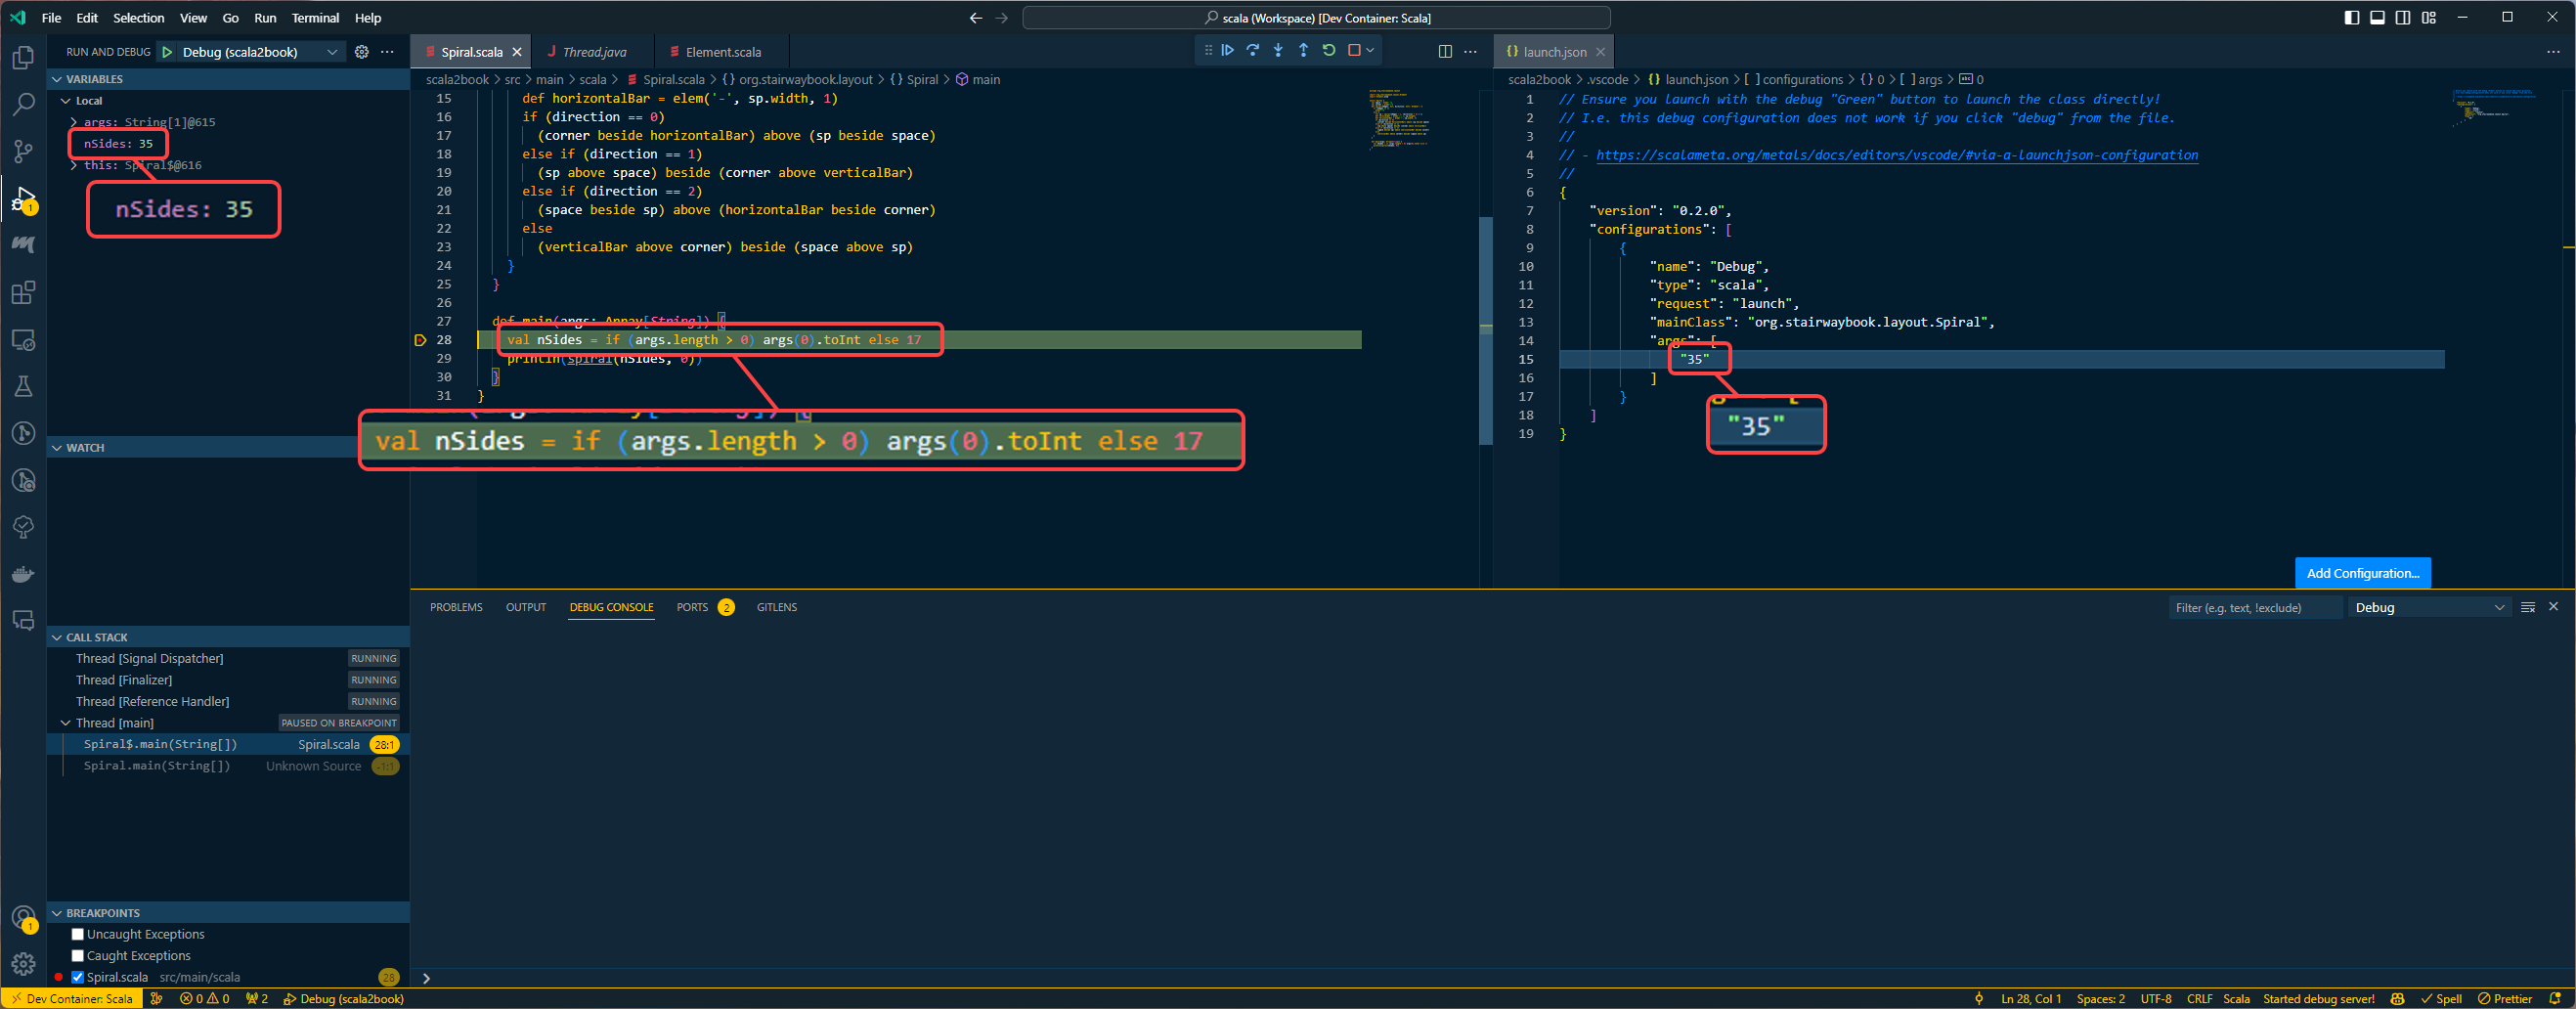 File Edit Selection View Go Run Terminal Help
scala (Workspace) [Dev Container: Scala]
RUN AND DEBUG Debug (scala2book)
VARIABLES
Local
args: String[1]@615
nSides: 35
this: Spiral$@616
nSides: 35
WATCH
CALL STACK
Thread [Signal Dispatcher] RUNNING
Thread [Finalizer] RUNNING
Thread [Reference Handler] RUNNING
Thread [main] PAUSED ON BREAKPOINT
Spiral$.main(String[]) Spiral.scala 28:1
Spiral.main(String[]) Unknown Source -1:1
BREAKPOINTS
Uncaught Exceptions
Caught Exceptions
Spiral.scala src/main/scala 28
1
1
Spiral.scala Thread.java Element.scala
scala2book > src > main > scala > Spiral.scala > {} org.stairwaybook.layout > {} Spiral > main
15 def horizontalBar = elem('-', sp.width, 1)
16 if (direction == 0)
17 (corner beside horizontalBar) above (sp beside space)
18 else if (direction == 1)
19 (sp above space) beside (corner above verticalBar)
20 else if (direction == 2)
21 (space beside sp) above (horizontalBar beside corner)
22 else
23 (verticalBar above corner) beside (space above sp)
24 }
25 }
26
27 def main(args: Array[String]) {
28 val nSides = if (args.length > 0) args(0).toInt else 17
29 println(spiral(nSides, 0))
30 }
31 }
val nSides = if (args.length > 0) args(0).toInt else 17
{} launch.json
scala2book > .vscode > {} launch.json > [ ] configurations > {} 0 > [ ] args > abc 0
1 // Ensure you launch with the debug "Green" button to launch the class directly!
2 // I.e. this debug configuration does not work if you click "debug" from the file.
3 //
4 // - https://scalameta.org/metals/docs/editors/vscode/#via-a-launchjson-configuration
5 //
6 {
7 "version": "0.2.0",
8 "configurations": [
9 {
10 "name": "Debug",
11 "type": "scala",
12 "request": "launch",
13 "mainClass": "org.stairwaybook.layout.Spiral",
14 "args": [
15 "35"
16 ]
17 }
18 ]
19 }
"35"
Add Configuration...
PROBLEMS OUTPUT DEBUG CONSOLE PORTS 2 GITLENS
Filter (e.g. text, !exclude) Debug
Dev Container: Scala 0 0 2 Debug (scala2book)
Ln 28, Col 1 Spaces: 2 UTF-8 CRLF Scala Started debug server! Spell Prettier